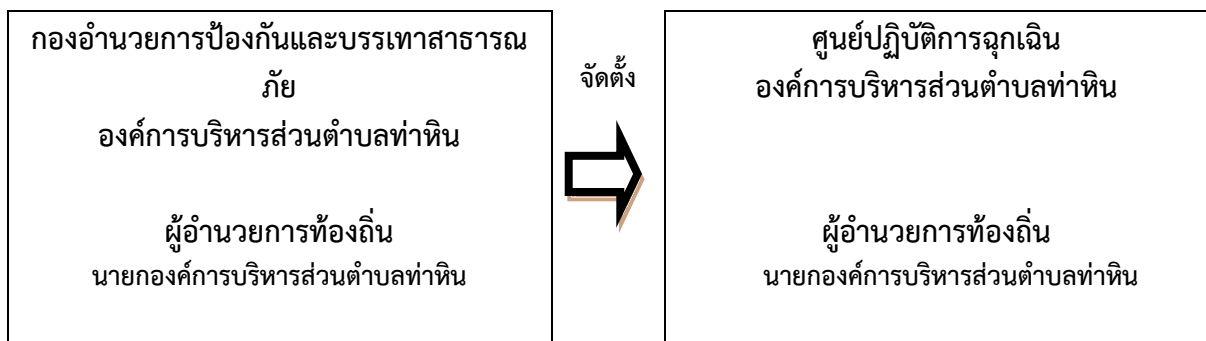 กองอำนวยการป้องกันและบรรเทาสาธารณ
ภัย
องค์การบริหารส่วนตำบลท่าหิน
ผู้อำนวยการท้องถิ่น
นายกองค์การบริหารส่วนตำบลท่าหิน
จัดตั้ง
ศูนย์ปฏิบัติการฉุกเฉิน
องค์การบริหารส่วนตำบลท่าหิน
ผู้อำนวยการท้องถิ่น
นายกองค์การบริหารส่วนตำบลท่าหิน